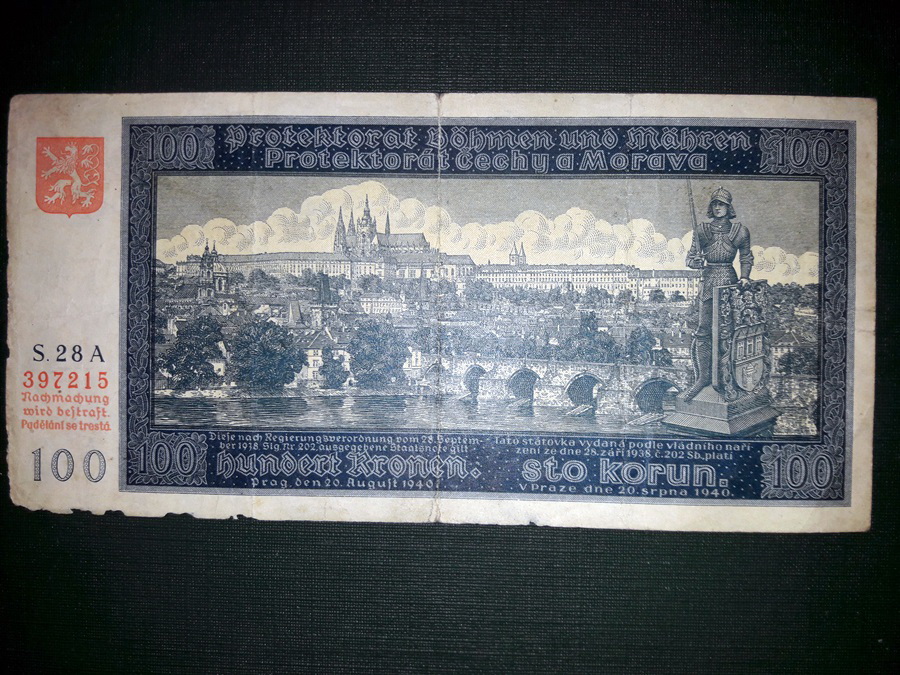 100
Protektorat Böhmen und Mähren
100
Protektorát Čechy a Morava
S. 28 A
397215
Nachmachung
wird bestraft.
Padělání se trestá
100
100
Diese nach Regierungsverordnung vom 28. Septem-
ber 1938, Slg. Nr. 202, ausgegebene Staatsnote gilt
hundert Kronen.
Prag, den 20. August 1940.
Tato státovka vydaná podle vládního naří-
zení ze dne 28. září 1938, č. 202 Sb., platí
sto korun.
V Praze dne 20. srpna 1940.
100